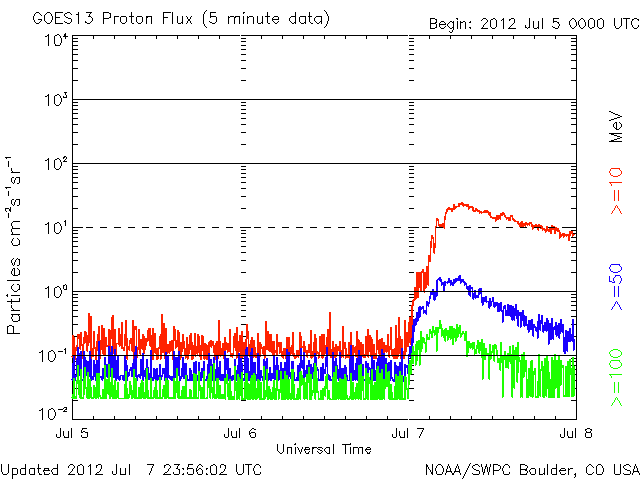 GOES13 Proton Flux (5 minute data)
Begin: 2012 Jul 5 0000 UTC
Particles cm⁻²s⁻¹sr⁻¹
10⁴
10³
10²
10¹
10⁰
10⁻¹
10⁻²
Jul 5
Jul 6
Jul 7
Jul 8
Universal Time
MeV
>=10
>=50
>=100
Updated 2012 Jul 7 23:56:02 UTC
NOAA/SWPC Boulder, CO USA